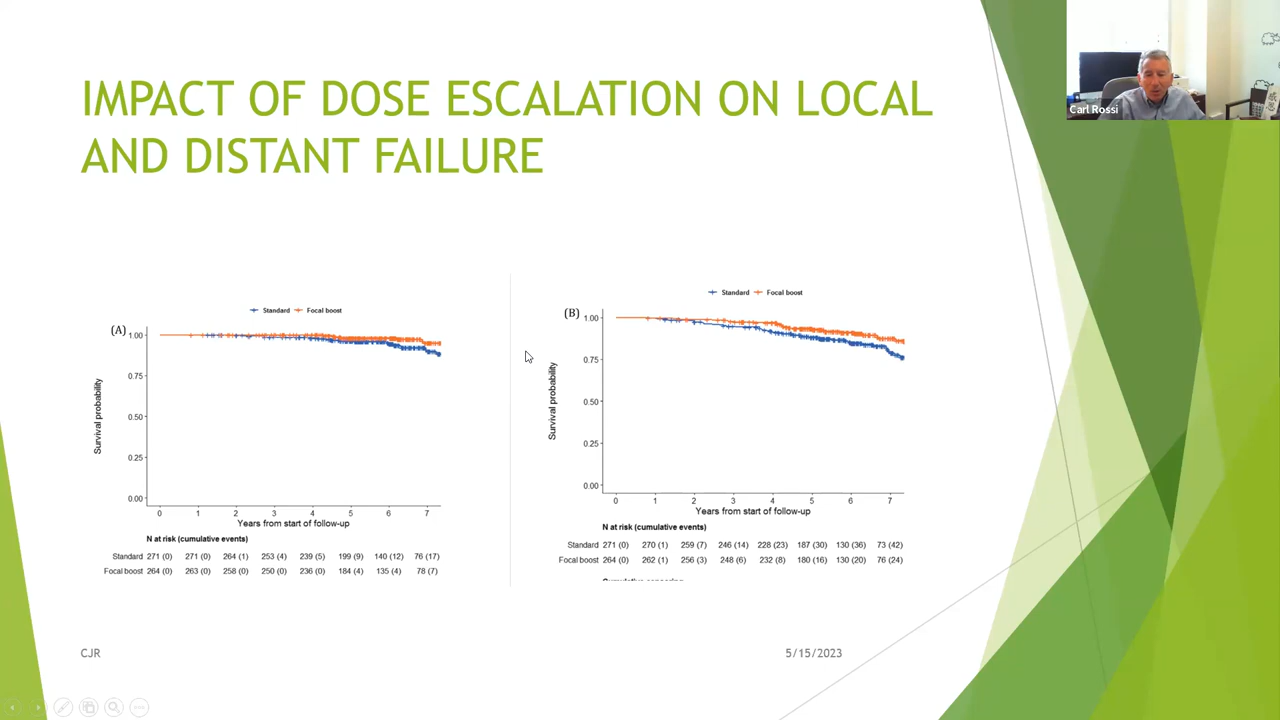 IMPACT OF DOSE ESCALATION ON LOCAL
AND DISTANT FAILURE
Carl Rossi
Standard Focal boost
(A)
1.00
0.75
0.50
0.25
0.00
Survival probability
0 1 2 3 4 5 6 7
Years from start of follow-up
N at risk (cumulative events)
Standard 271 (0) 271 (0) 264 (1) 253 (4) 239 (5) 199 (9) 140 (12) 76 (17)
Focal boost 264 (0) 263 (0) 258 (0) 250 (0) 236 (0) 184 (4) 135 (4) 78 (7)
Standard Focal boost
(B)
1.00
0.75
0.50
0.25
0.00
Survival probability
0 1 2 3 4 5 6 7
Years from start of follow-up
N at risk (cumulative events)
Standard 271 (0) 270 (1) 259 (7) 246 (14) 228 (23) 187 (30) 130 (36) 73 (42)
Focal boost 264 (0) 262 (1) 256 (3) 248 (6) 232 (8) 180 (16) 130 (20) 76 (24)
CJR
5/15/2023